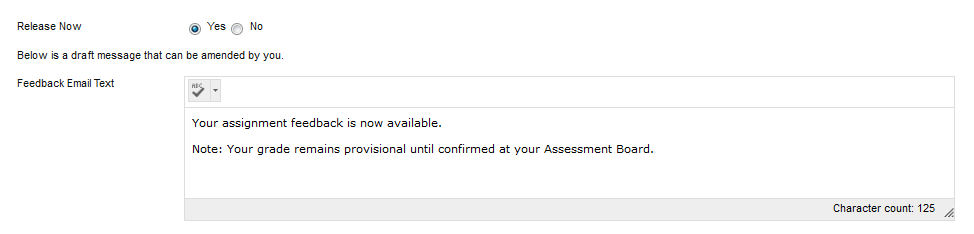 Release Now Yes No
Below is a draft message that can be amended by you.
Feedback Email Text
ABC
Your assignment feedback is now available.
Note: Your grade remains provisional until confirmed at your Assessment Board.
Character count: 125